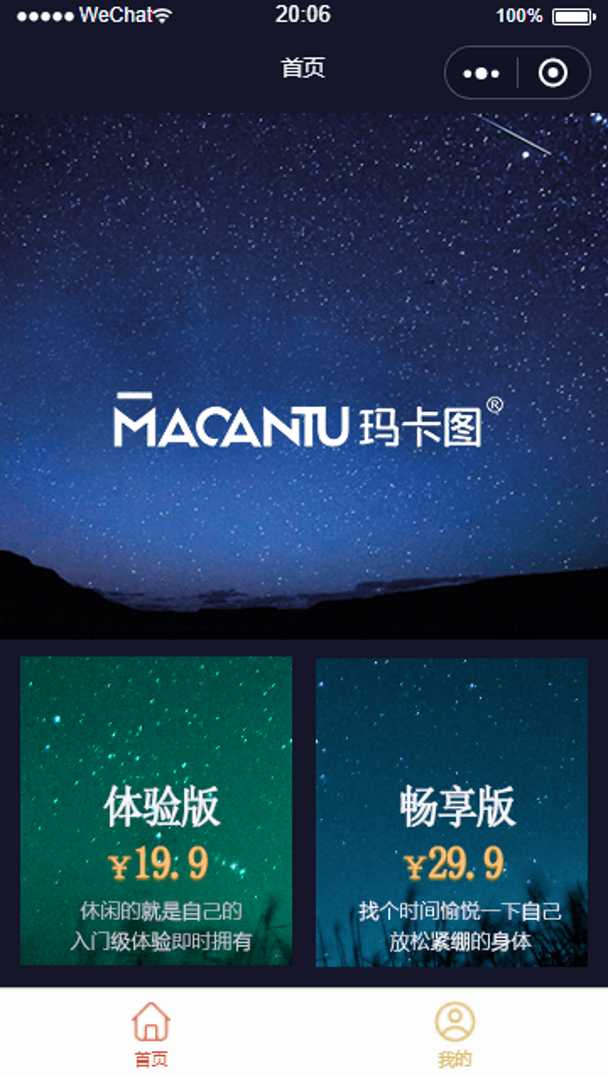 WeChat 20:06 100%
首页
MACANTU 玛卡图®
体验版
¥19.9
休闲的就是自己的
入门级体验即时拥有
畅享版
¥29.9
找个时间愉悦一下自己
放松紧绷的身体
首页 我的